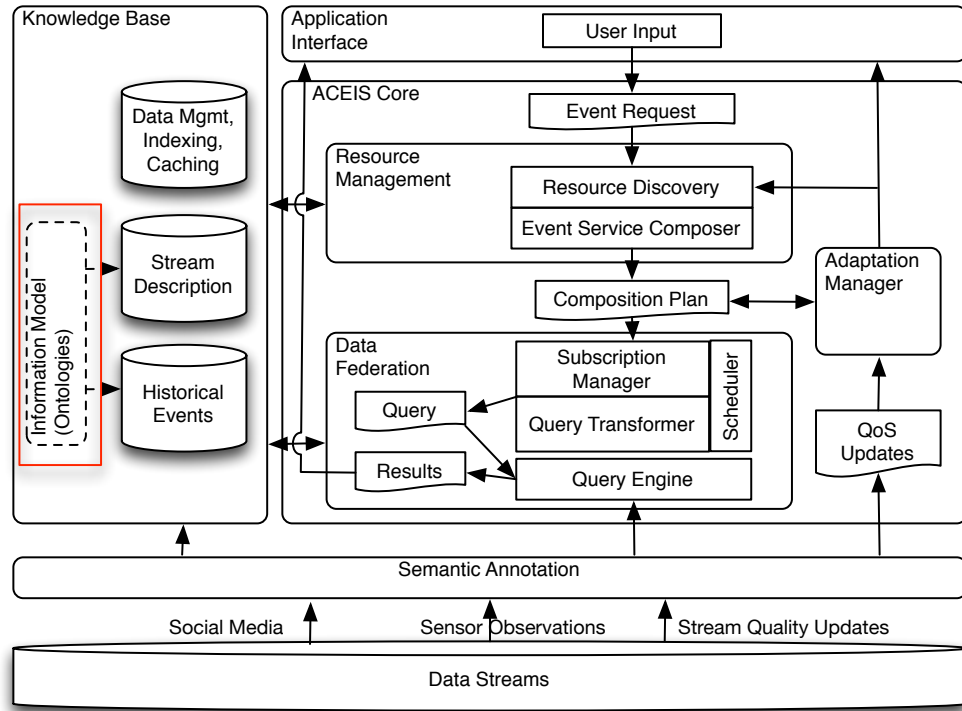 Knowledge Base
Data Mgmt,
Indexing,
Caching
Stream
Description
Historical
Events
Information Model
(Ontologies)
Application
Interface
User Input
ACEIS Core
Event Request
Resource
Management
Resource Discovery
Event Service Composer
Composition Plan
Adaptation
Manager
Data
Federation
Subscription
Manager
Scheduler
Query
Query Transformer
Results
Query Engine
QoS
Updates
Semantic Annotation
Social Media
Sensor Observations
Stream Quality Updates
Data Streams